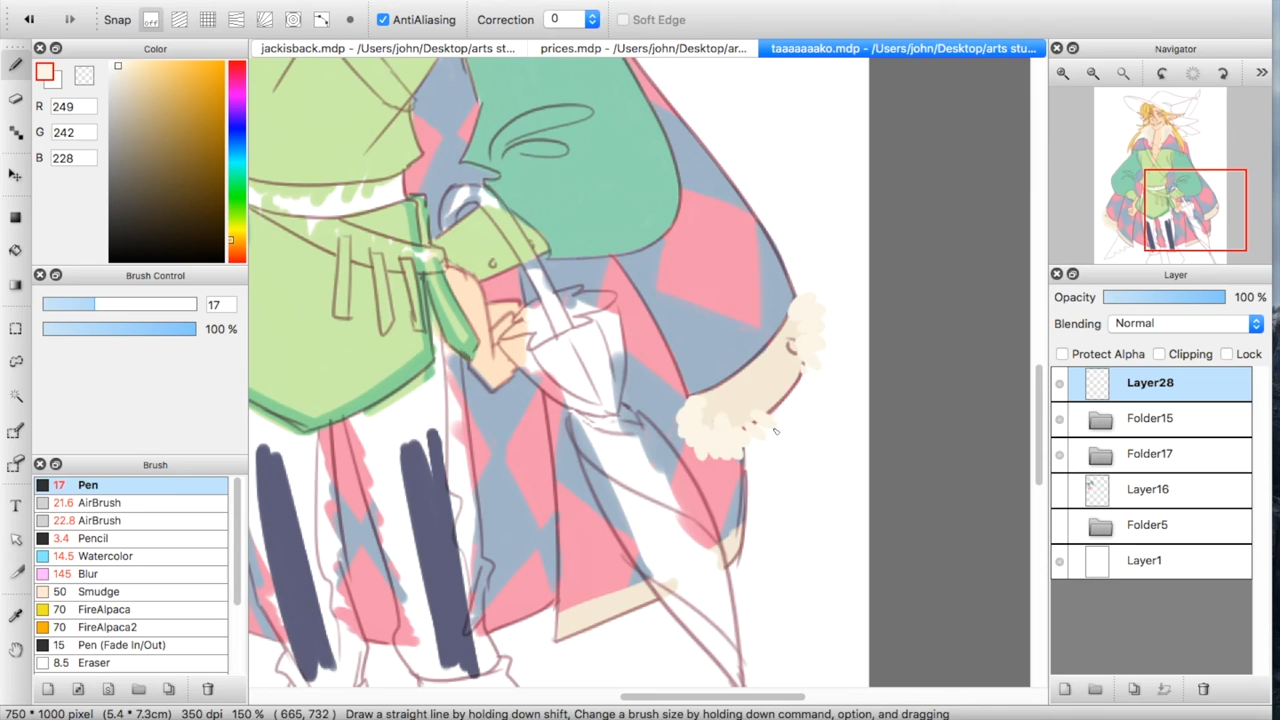 Snap off AntiAliasing Correction 0 Soft Edge
Color
jackisback.mdp - /Users/john/Desktop/arts st...
prices.mdp - /Users/john/Desktop/ar...
taaaaaaako.mdp - /Users/john/Desktop/arts stu...
Navigator
R 249
G 242
B 228
Brush Control
17
100 %
Brush
17 Pen
21.6 AirBrush
22.8 AirBrush
3.4 Pencil
14.5 Watercolor
145 Blur
50 Smudge
70 FireAlpaca
70 FireAlpaca2
15 Pen (Fade In/Out)
8.5 Eraser
Layer
Opacity 100 %
Blending Normal
Protect Alpha Clipping Lock
Layer28
Folder15
Folder17
Layer16
Folder5
Layer1
750 * 1000 pixel (5.4 * 7.3cm) 350 dpi 150 % ( 665, 732 ) Draw a straight line by holding down shift, Change a brush size by holding down command, option, and dragging